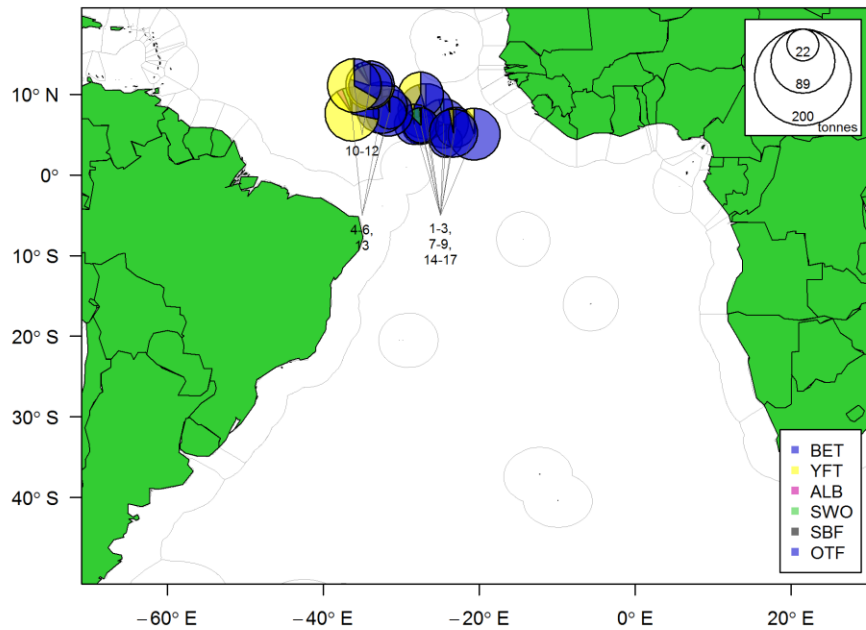 22
89
200
tonnes
10° N
0°
10° S
20° S
30° S
40° S
10−12
4−6,
13
1−3,
7−9,
14−17
BET
YFT
ALB
SWO
SBF
OTF
−60° E
−40° E
−20° E
0° E
20° E